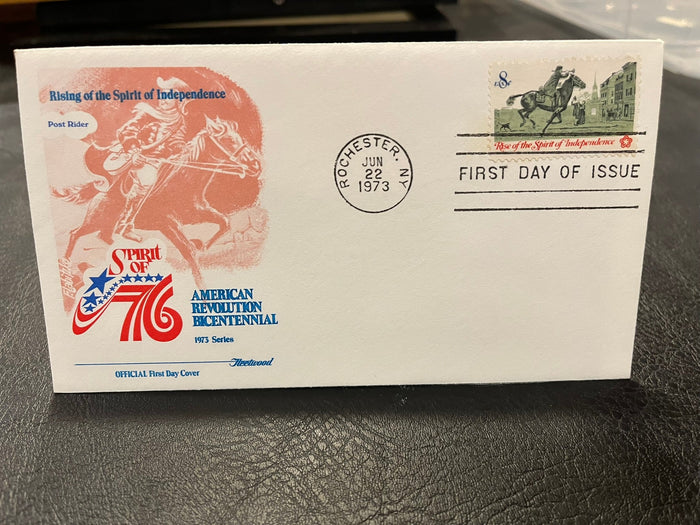 Rising of the Spirit of Independence
Post Rider
SPIRIT
OF
76
AMERICAN
REVOLUTION
BICENTENNIAL
1973 Series
Fleetwood
OFFICIAL First Day Cover
ROCHESTER, NY
JUN
22
1973
8
US
Rise of the Spirit of Independence
FIRST DAY OF ISSUE